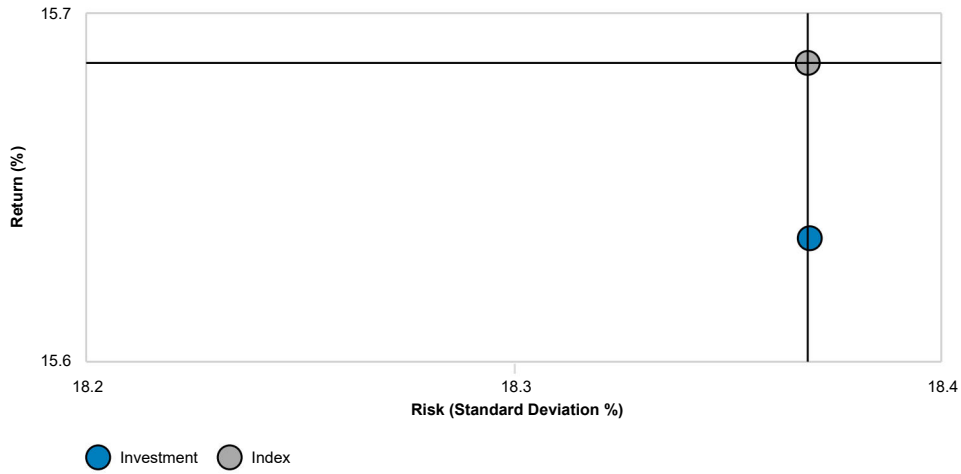 15.7
Return (%)
15.6
18.2 18.3 18.4
Risk (Standard Deviation %)
Investment Index